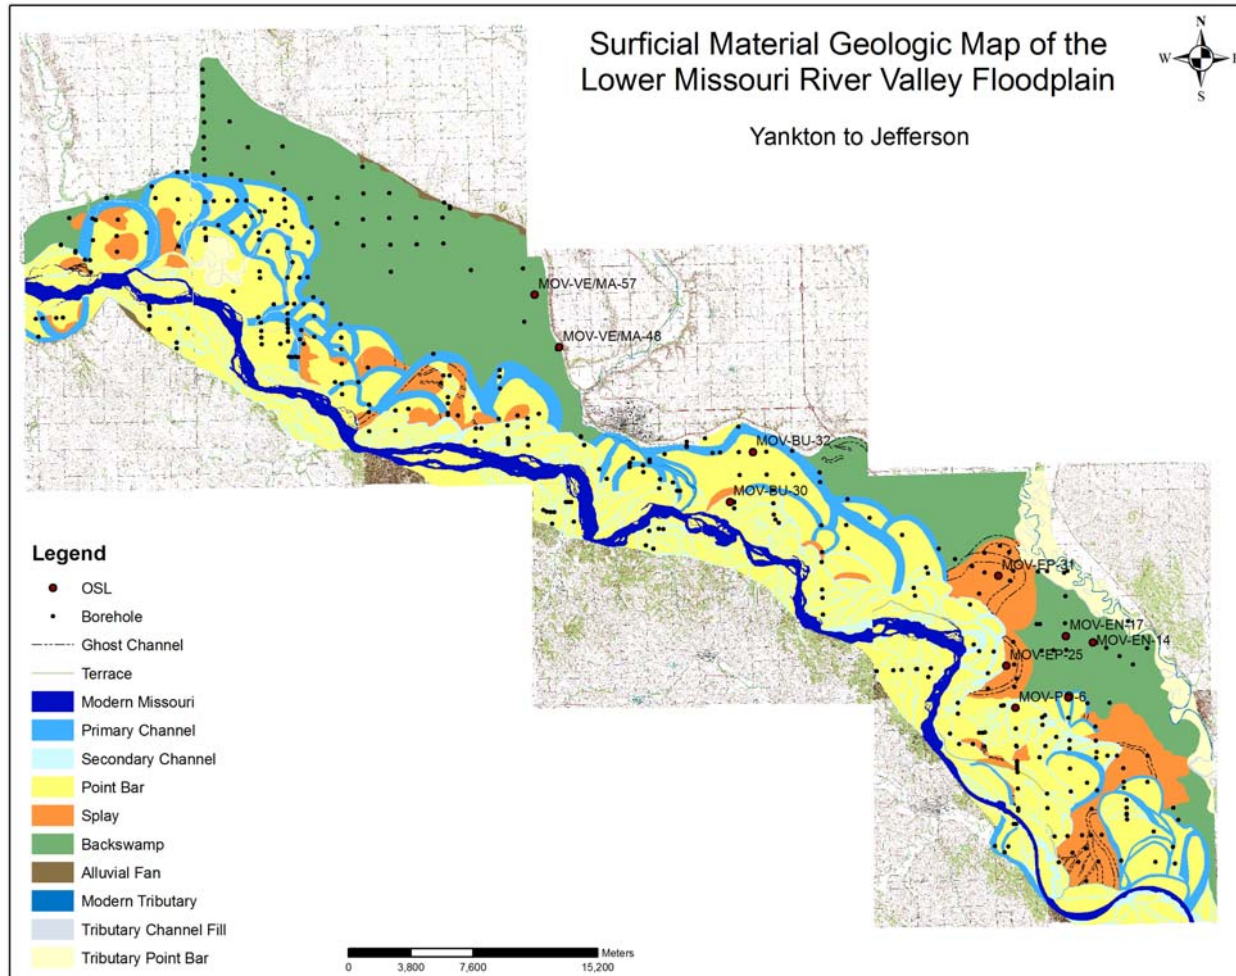 Surficial Material Geologic Map of the
Lower Missouri River Valley Floodplain
Yankton to Jefferson
N
W
E
S
MOV-VE/MA-57
MOV-VE/MA-48
MOV-BU-32
MOV-BU-30
MOV-EP-31
MOV-EN-17
MOV-EN-14
MOV-EP-25
Legend
OSL
Borehole
Ghost Channel
Terrace
Modern Missouri
Primary Channel
Secondary Channel
Point Bar
Splay
Backswamp
Alluvial Fan
Modern Tributary
Tributary Channel Fill
Tributary Point Bar
Meters
0 3,800 7,600 15,200